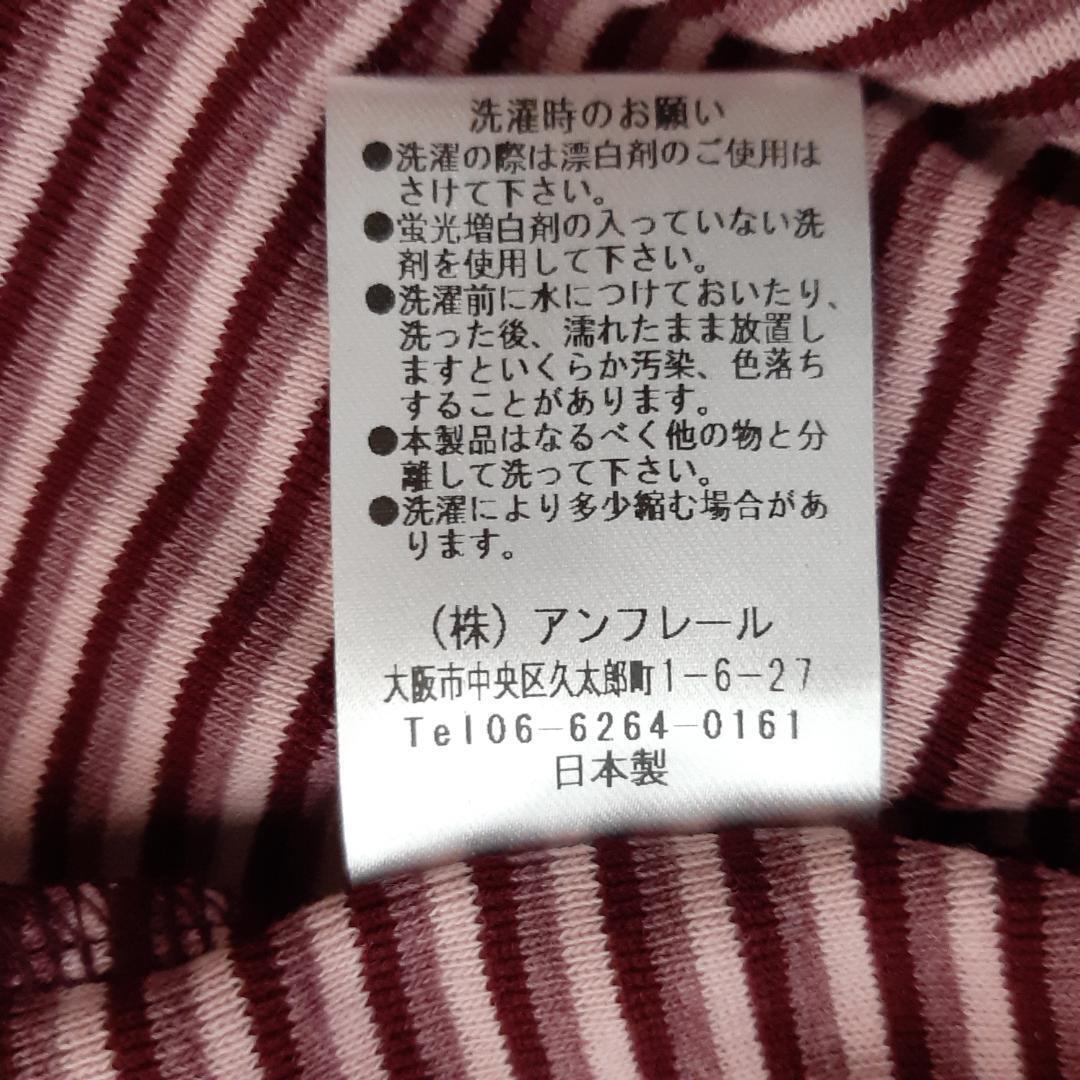 洗濯時のお願い
●洗濯の際は漂白剤のご使用は
さけて下さい。
●蛍光増白剤の入っていない洗
剤を使用して下さい。
●洗濯前に水につけておいたり、
洗った後、濡れたまま放置し
ますといくらか汚染、色落ち
することがあります。
●本製品はなるべく他の物と分
離して洗って下さい。
●洗濯により多少縮む場合があ
ります。
(株)アンフレール
大阪市中央区久太郎町1-6-27
Tel06-6264-0161
日本製